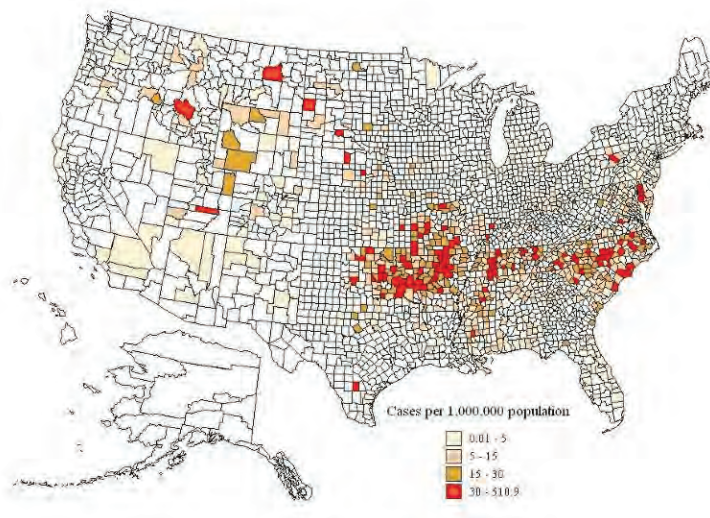 Cases per 1,000,000 population
0.01 - 5
5 - 15
15 - 30
30 - 510.9